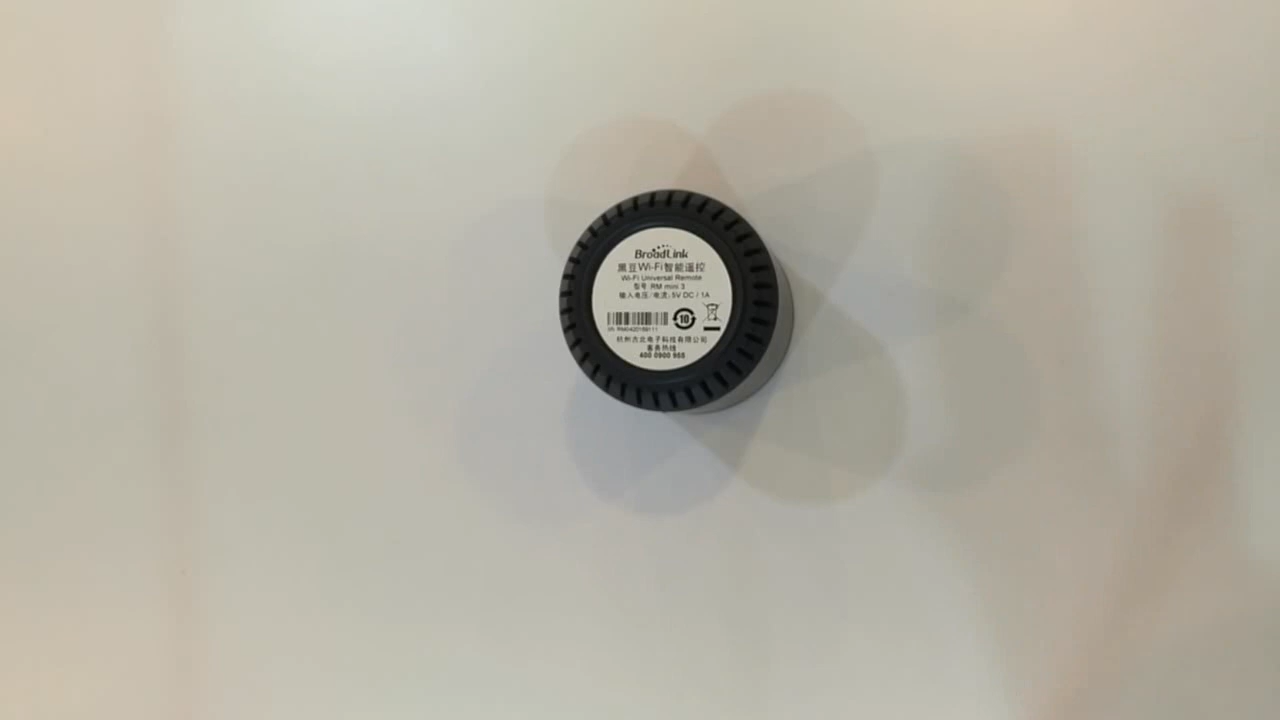 BroadLink
黑豆Wi-Fi智能遥控
Wi-Fi Universal Remote
型号: RM mini 3
输入电压/电流: 5V DC / 1A
10
杭州古北电子科技有限公司
客服热线
400 0900 955